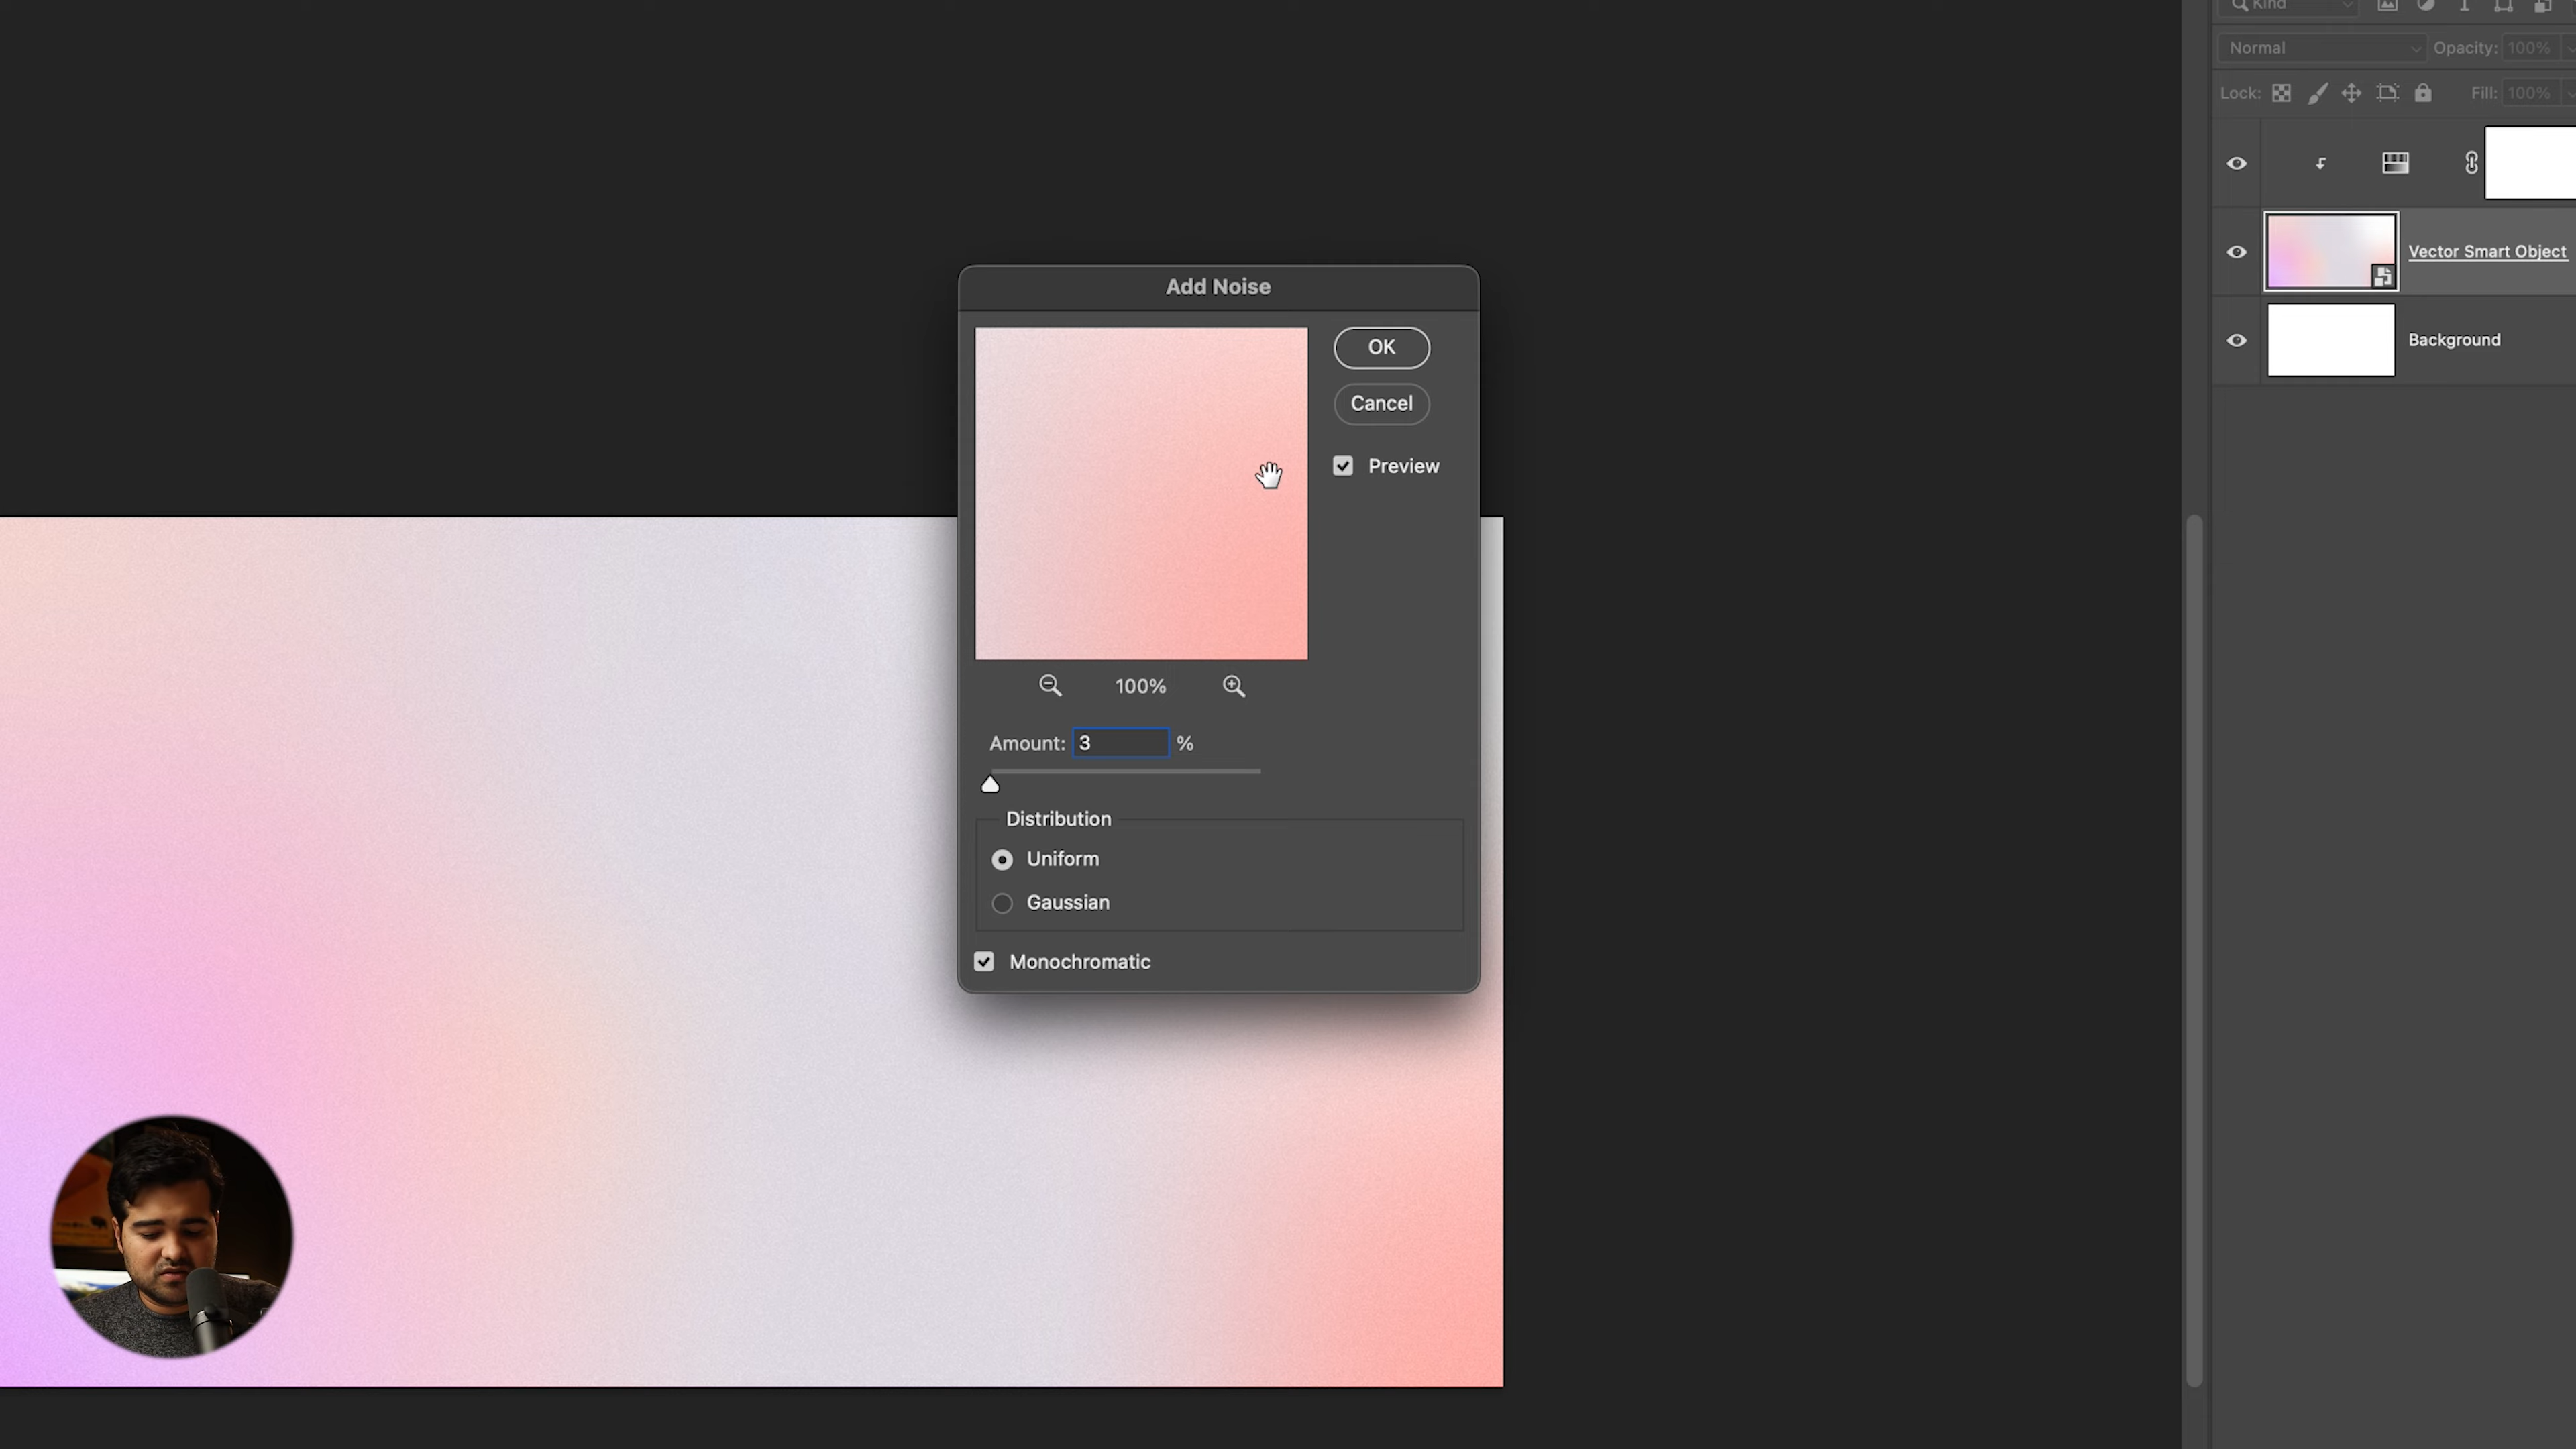 Kind
Normal Opacity: 100%
Lock: Fill: 100%
Vector Smart Object
Background
Add Noise
OK
Cancel
Preview
100%
Amount: 3 %
Distribution
Uniform
Gaussian
Monochromatic